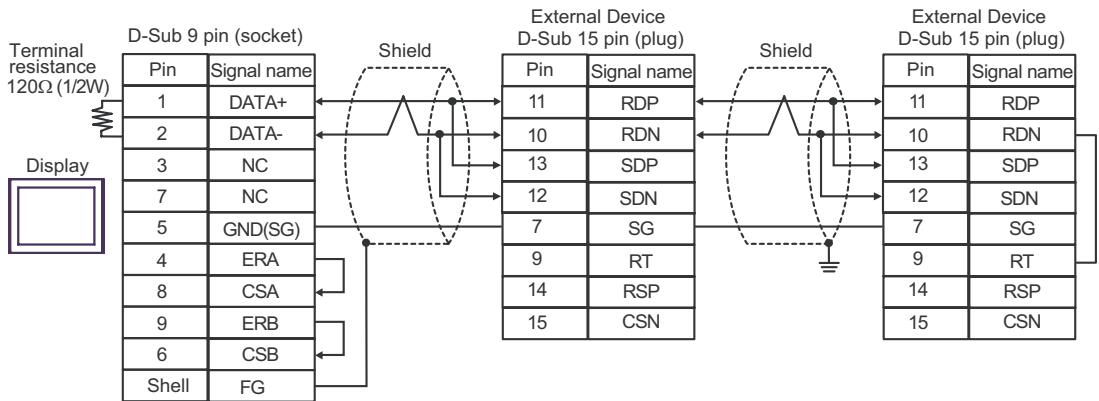 External Device
External Device
D-Sub 9 pin (socket)
D-Sub 15 pin (plug)
D-Sub 15 pin (plug)
Terminal
resistance
120Ω (1/2W)
Shield
Shield
Display
Pin Signal name
1 DATA+
2 DATA-
3 NC
7 NC
5 GND(SG)
4 ERA
8 CSA
9 ERB
6 CSB
Shell FG
Pin Signal name
11 RDP
10 RDN
13 SDP
12 SDN
7 SG
9 RT
14 RSP
15 CSN
Pin Signal name
11 RDP
10 RDN
13 SDP
12 SDN
7 SG
9 RT
14 RSP
15 CSN